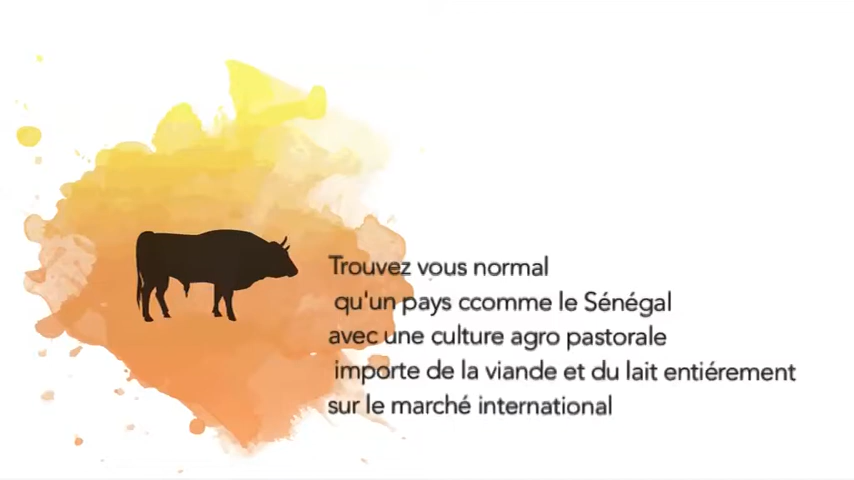 Trouvez vous normal
qu'un pays ccomme le Sénégal
avec une culture agro pastorale
importe de la viande et du lait entiérement
sur le marché international